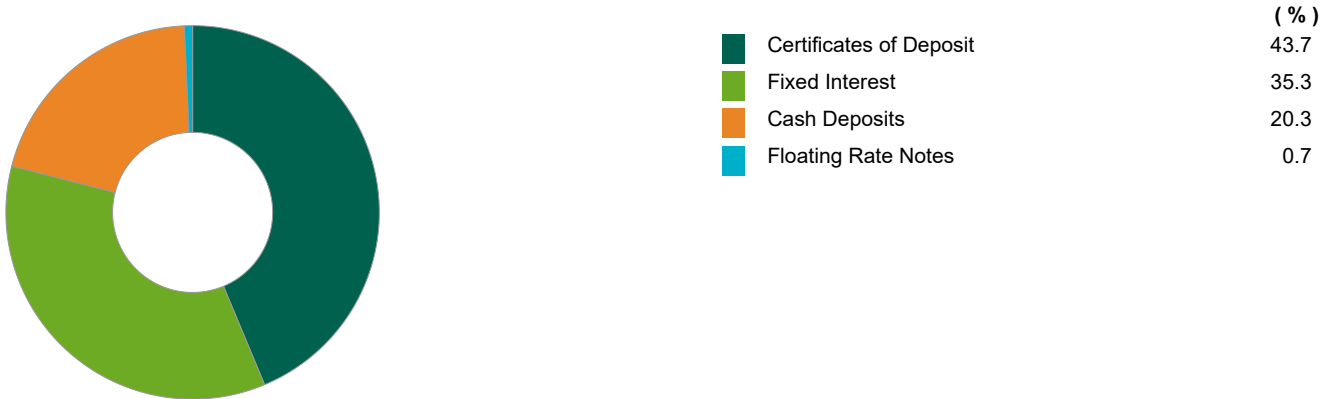 ( % )
Certificates of Deposit 43.7
Fixed Interest 35.3
Cash Deposits 20.3
Floating Rate Notes 0.7